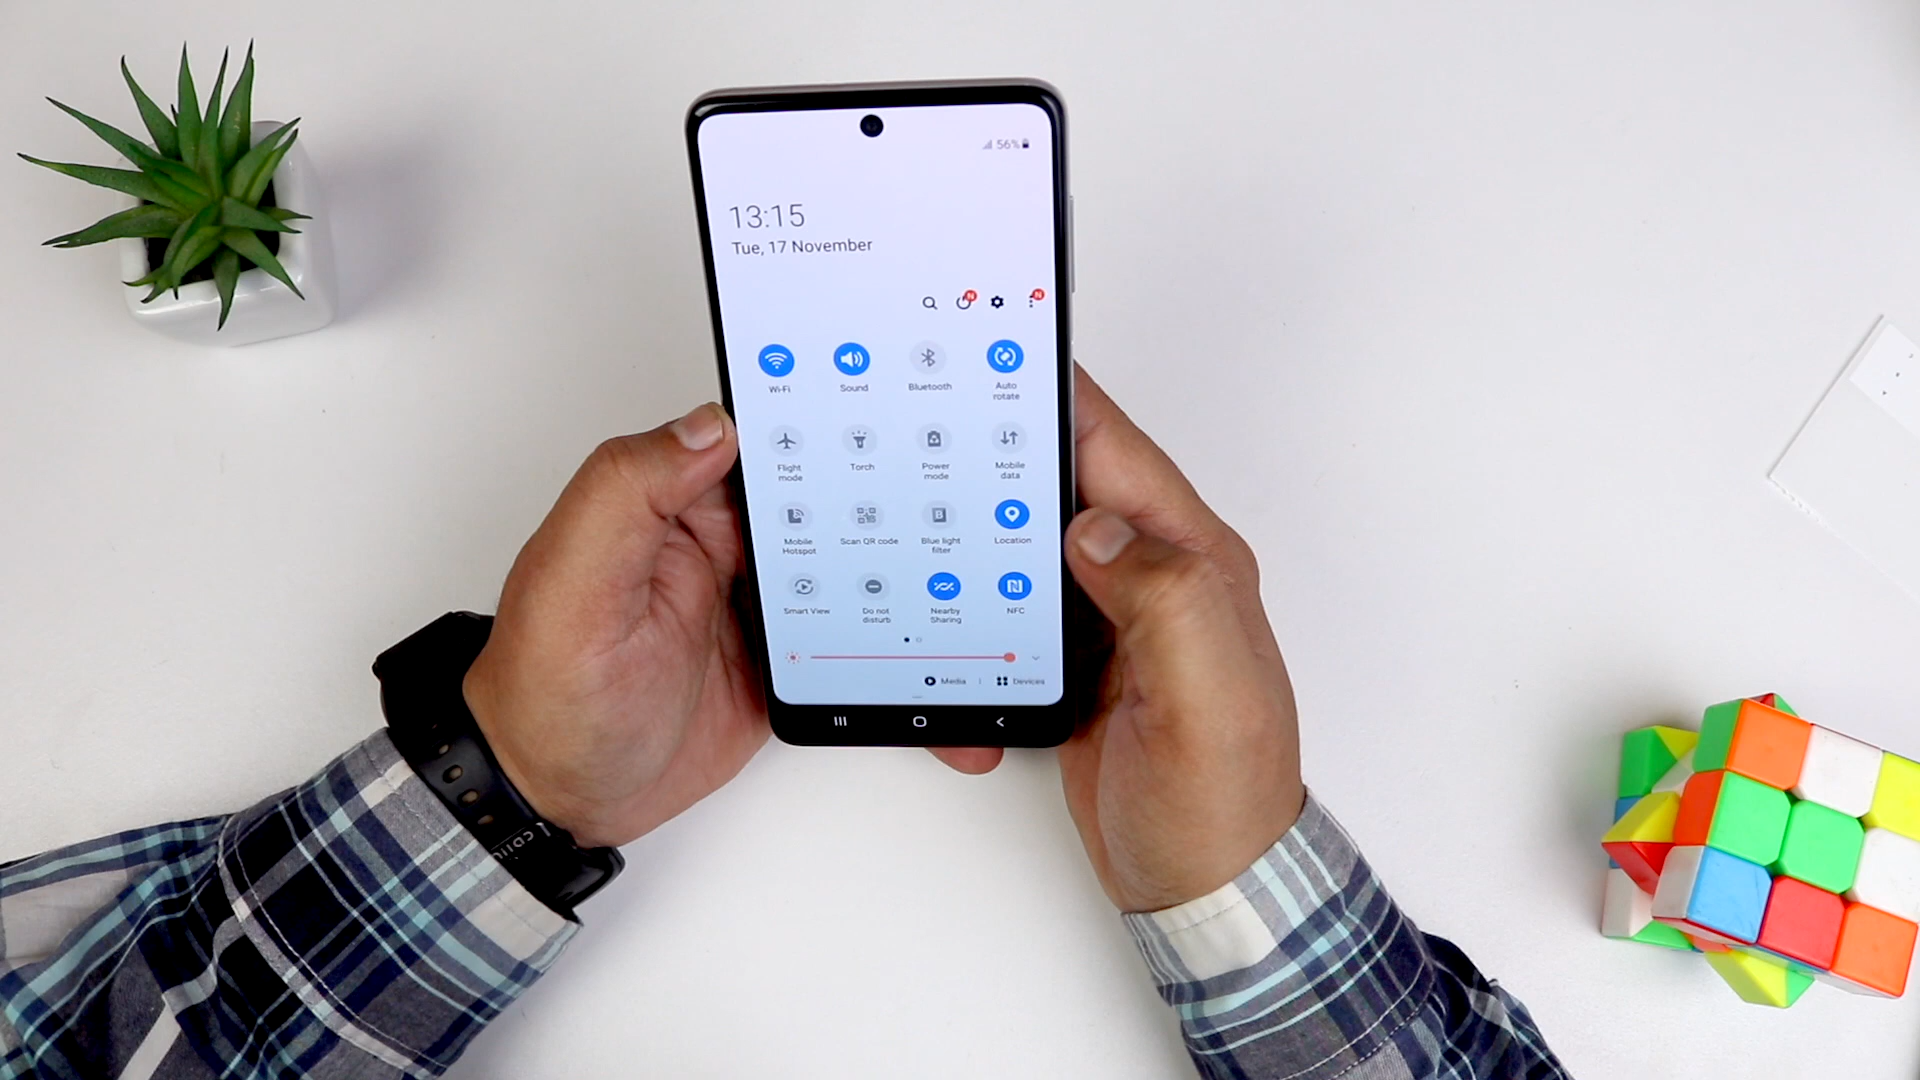 56%
13:15
Tue, 17 November
N
N
Wi-Fi
Sound
Bluetooth
Auto
rotate
Flight
mode
Torch
Power
mode
Mobile
data
Mobile
Hotspot
Scan QR code
Blue light
filter
Location
Smart View
Do not
disturb
Nearby
Sharing
NFC
Media
Devices